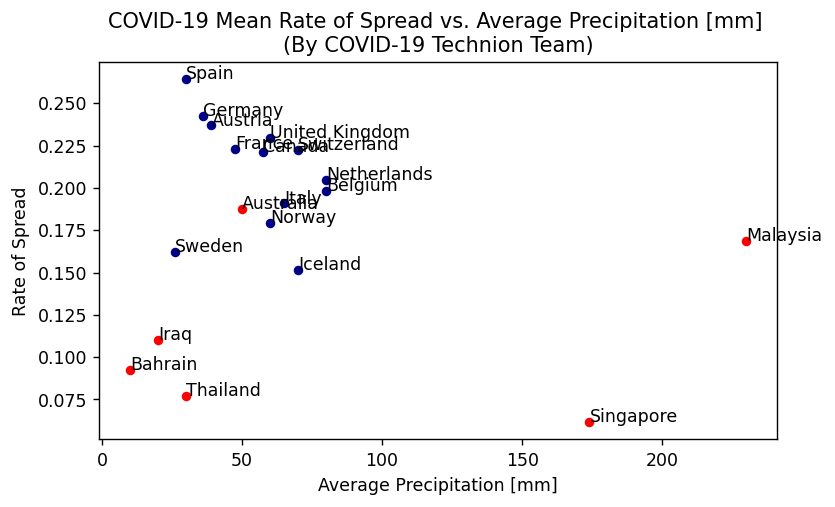 COVID-19 Mean Rate of Spread vs. Average Precipitation [mm]
(By COVID-19 Technion Team)
Spain
0.250
Germany
Austria
United Kingdom
0.225
France
Canada
Switzerland
Netherlands
0.200
Belgium
Italy
Australia
Norway
0.175
Malaysia
Sweden
Iceland
0.150
0.125
Iraq
0.100
Bahrain
Thailand
0.075
Singapore
Rate of Spread
0
50
100
150
200
Average Precipitation [mm]